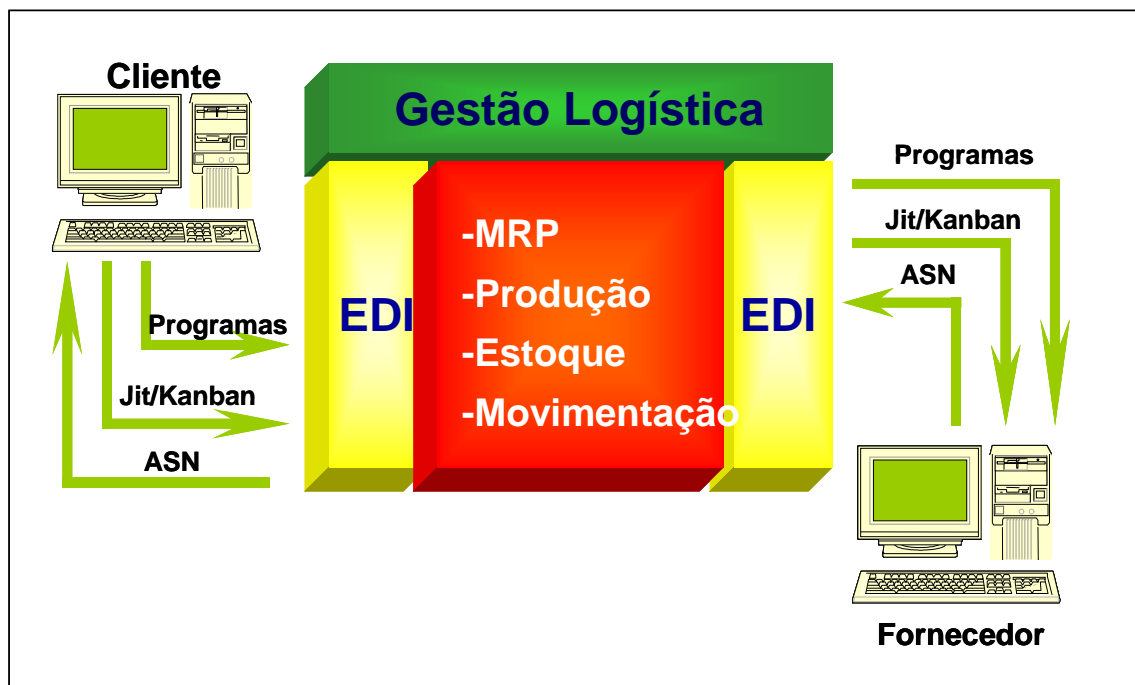 Cliente
Gestão Logística
Programas
Jit/Kanban
ASN
EDI
-MRP
-Produção
-Estoque
-Movimentação
EDI
Programas
Jit/Kanban
ASN
Fornecedor